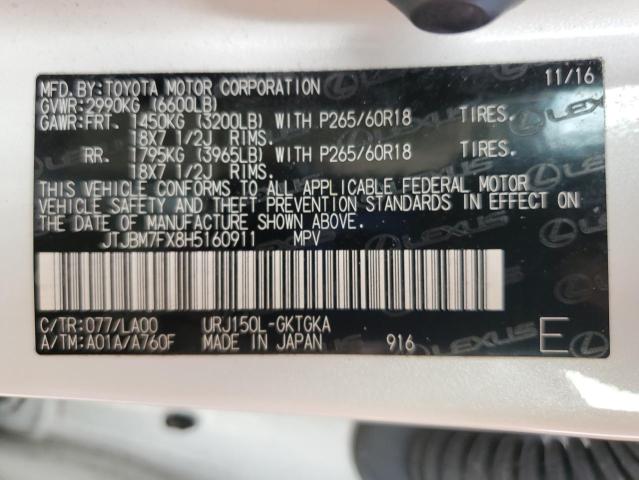 MFD. BY: TOYOTA MOTOR CORPORATION 11/16
GVWR: 2990KG (6600LB)
GAWR: FRT. 1450KG (3200LB) WITH P265/60R18 TIRES.
18X7 1/2J RIMS.
RR. 1795KG (3965LB) WITH P265/60R18 TIRES.
18X7 1/2J RIMS.
THIS VEHICLE CONFORMS TO ALL APPLICABLE FEDERAL MOTOR
VEHICLE SAFETY AND THEFT PREVENTION STANDARDS IN EFFECT ON
THE DATE OF MANUFACTURE SHOWN ABOVE.
JTJBM7FX8H5160911 MPV
C/TR: 077/LA00 URJ150L-GKTGKA
A/TM: A01A/A760F MADE IN JAPAN 916 E
LEXUS
LEXUS